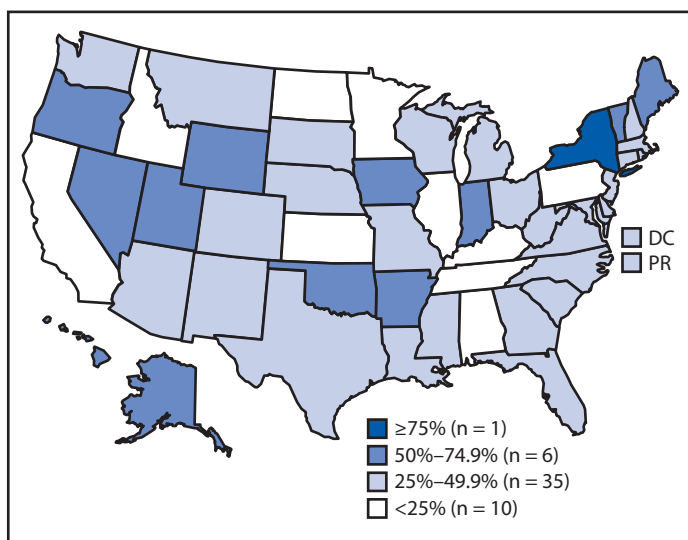 DC
PR
≥75% (n = 1)
50%–74.9% (n = 6)
25%–49.9% (n = 35)
<25% (n = 10)